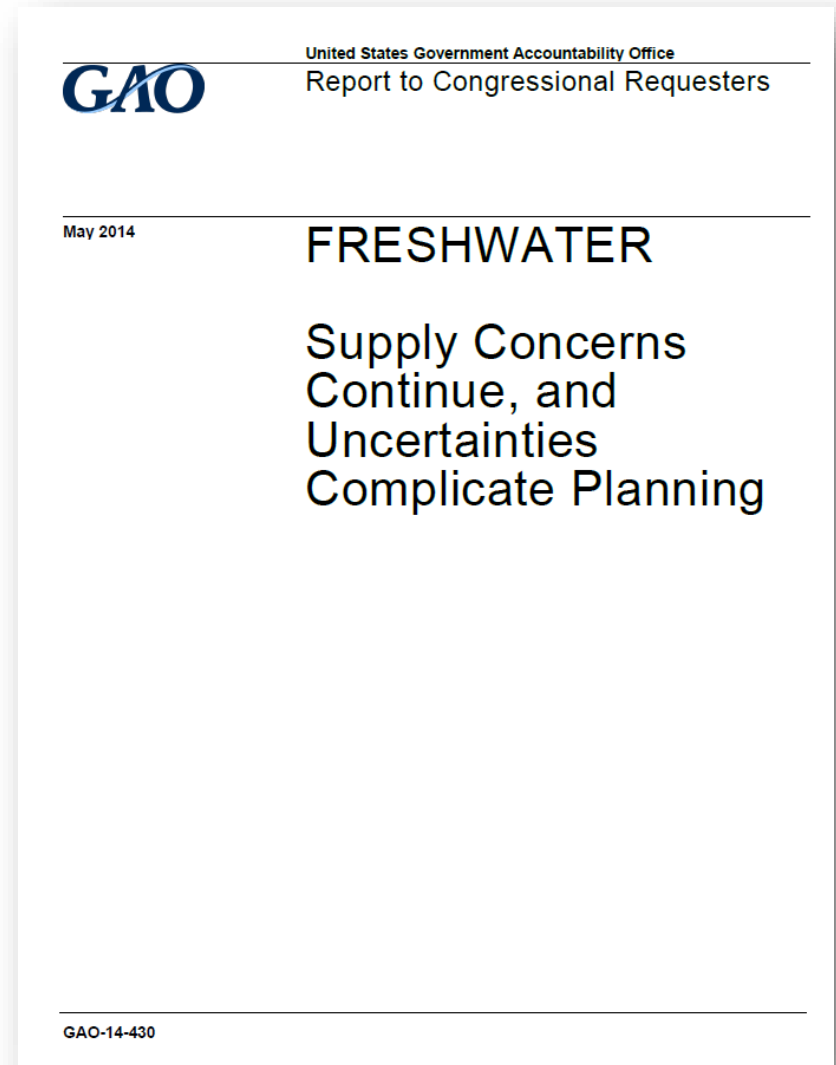 United States Government Accountability Office
GAO
Report to Congressional Requesters
May 2014
FRESHWATER
Supply Concerns
Continue, and
Uncertainties
Complicate Planning
GAO-14-430